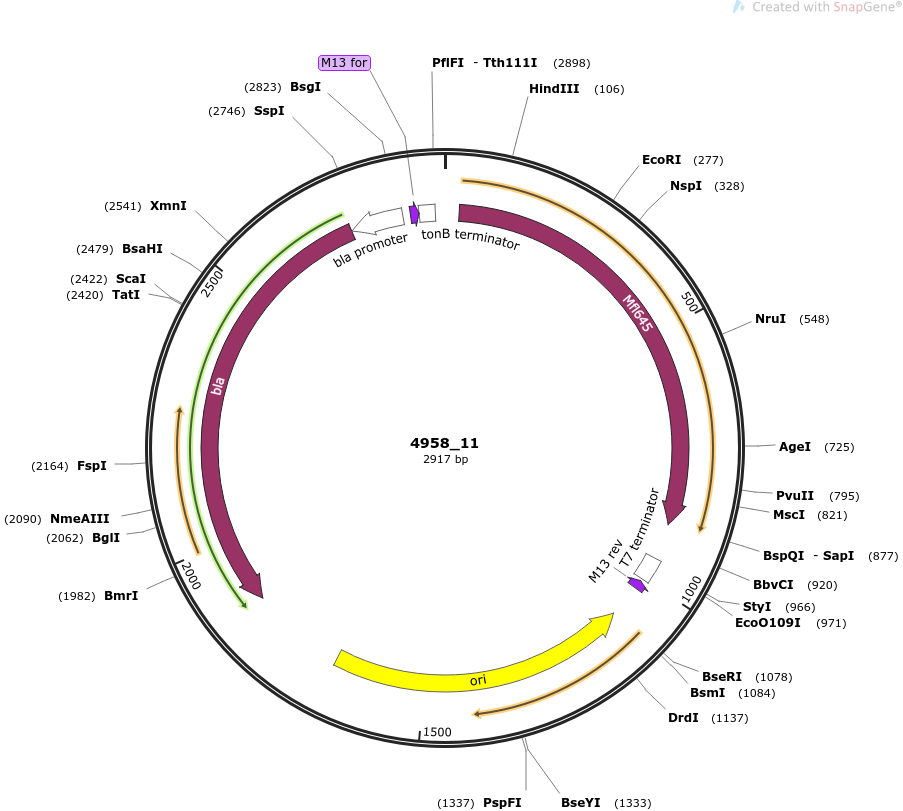 Created with SnapGene®
M13 for
PflFI - Tth111I (2898)
(2823) BsgI
HindIII (106)
(2746) SspI
EcoRI (277)
NspI (328)
(2541) XmnI
(2479) BsaHI
(2422) ScaI
(2420) TatI
NruI (548)
AgeI (725)
PvuII (795)
MscI (821)
BspQI - SapI (877)
BbvCI (920)
StyI (966)
EcoO109I (971)
BseRI (1078)
BsmI (1084)
DrdI (1137)
BseYI (1333)
(1337) PspFI
(1982) BmrI
(2062) BglI
(2090) NmeAIII
(2164) FspI
bla promoter
tonB terminator
Mfl645
bla
4958_11
2917 bp
T7 terminator
M13 rev
ori
500
1000
1500
2000
2500